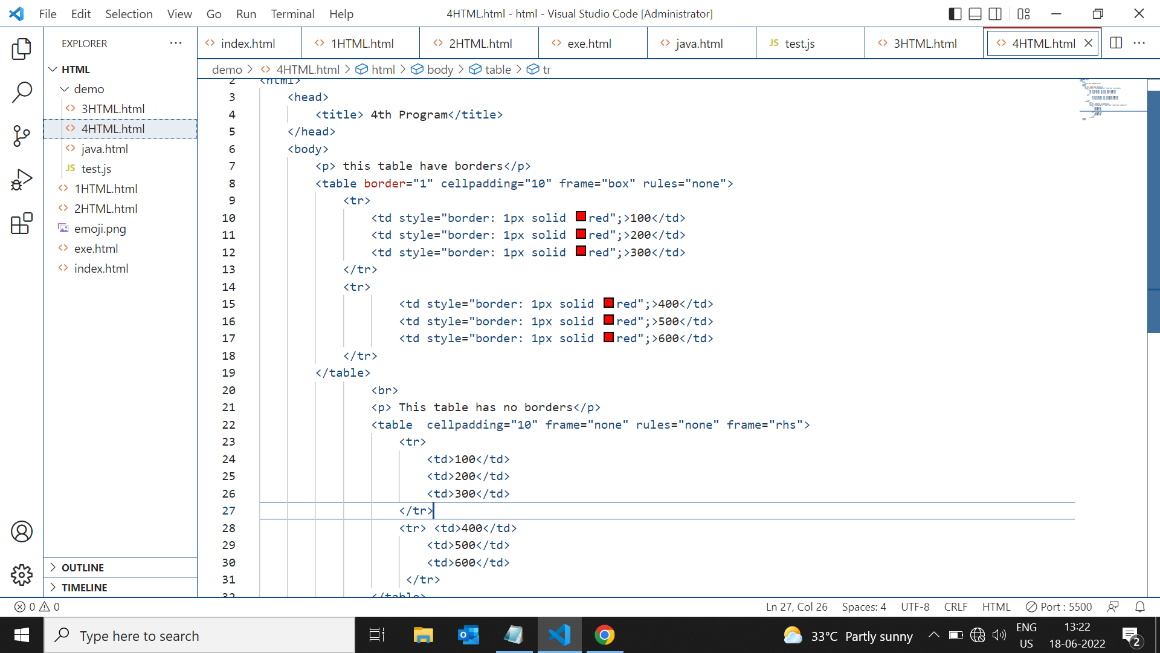 File Edit Selection View Go Run Terminal Help 4HTML.html - html - Visual Studio Code [Administrator]
EXPLORER ··· index.html 1HTML.html 2HTML.html exe.html java.html JS test.js 3HTML.html 4HTML.html ···
demo > 4HTML.html > html > body > table > tr
HTML
demo
3HTML.html
4HTML.html
java.html
JS test.js
1HTML.html
2HTML.html
emoji.png
exe.html
index.html
OUTLINE
TIMELINE
2 <html>
3 <head>
4 <title> 4th Program</title>
5 </head>
6 <body>
7 <p> this table have borders</p>
8 <table border="1" cellpadding="10" frame="box" rules="none">
9 <tr>
10 <td style="border: 1px solid red";>100</td>
11 <td style="border: 1px solid red";>200</td>
12 <td style="border: 1px solid red";>300</td>
13 </tr>
14 <tr>
15 <td style="border: 1px solid red";>400</td>
16 <td style="border: 1px solid red";>500</td>
17 <td style="border: 1px solid red";>600</td>
18 </tr>
19 </table>
20 <br>
21 <p> This table has no borders</p>
22 <table  cellpadding="10" frame="none" rules="none" frame="rhs">
23 <tr>
24 <td>100</td>
25 <td>200</td>
26 <td>300</td>
27 </tr>
28 <tr> <td>400</td>
29 <td>500</td>
30 <td>600</td>
31 </tr>
32 </table>
0 0 Ln 27, Col 26 Spaces: 4 UTF-8 CRLF HTML Port : 5500
Type here to search 33°C Partly sunny ENG US 13:22 18-06-2022 2